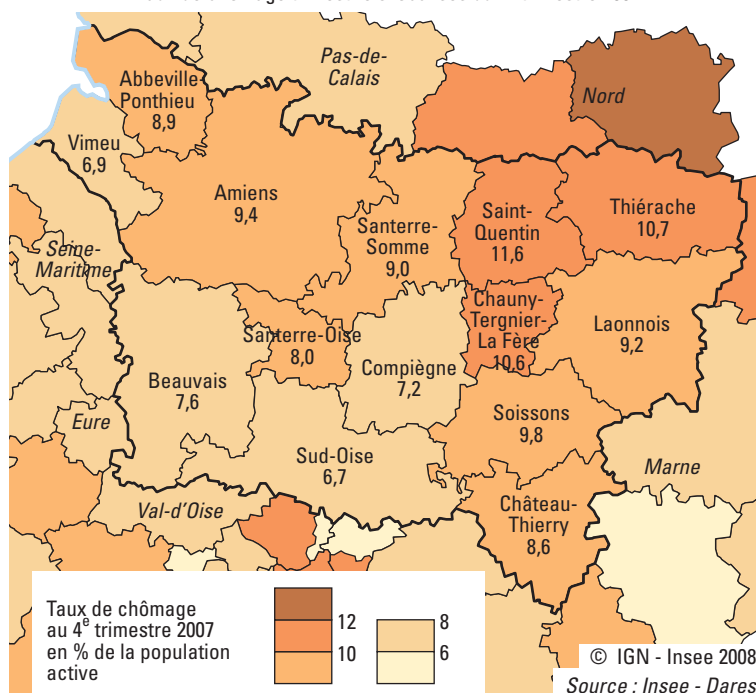 Pas-de-
Calais
Nord
Abbeville-
Ponthieu
8,9
Vimeu
6,9
Amiens
9,4
Santerre-
Somme
9,0
Saint-
Quentin
11,6
Thiérache
10,7
Seine-
Maritime
Chauny-
Tergnier-
La Fère
10,6
Laonnois
9,2
Santerre-Oise
8,0
Beauvais
7,6
Compiègne
7,2
Soissons
9,8
Eure
Sud-Oise
6,7
Marne
Val-d'Oise
Château-
Thierry
8,6
Taux de chômage
au 4e trimestre 2007
en % de la population
active
12
10
8
6
© IGN - Insee 2008
Source : Insee - Dares